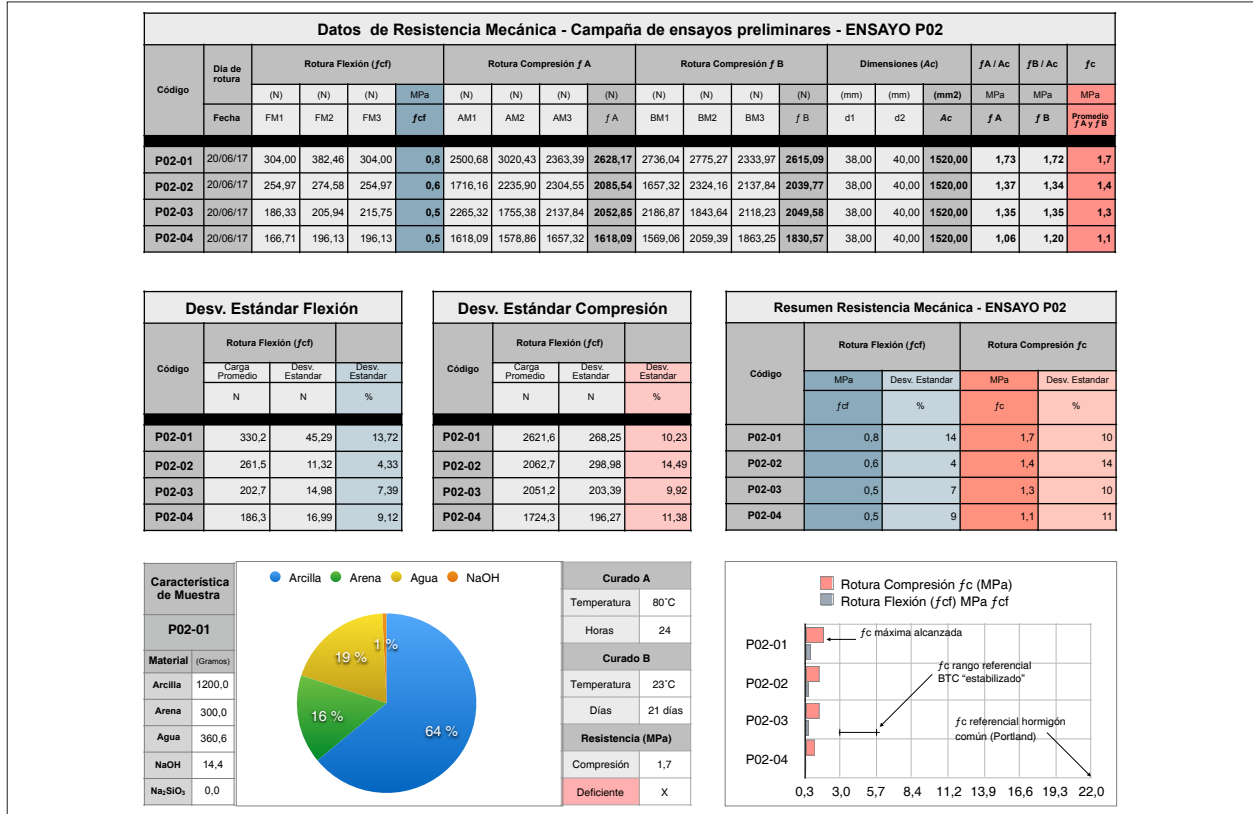 Datos de Resistencia Mecánica - Campaña de ensayos preliminares - ENSAYO P02
Código Dia de rotura Rotura Flexión (ƒcf) Rotura Compresión ƒ A Rotura Compresión ƒ B Dimensiones (Ac) ƒA / Ac ƒB / Ac ƒc
(N) (N) (N) MPa (N) (N) (N) (N) (N) (N) (N) (N) (mm) (mm) (mm2) MPa MPa MPa
Fecha FM1 FM2 FM3 ƒcf AM1 AM2 AM3 ƒ A BM1 BM2 BM3 ƒ B d1 d2 Ac ƒ A ƒ B Promedio ƒ A y ƒ B
P02-01 20/06/17 304,00 382,46 304,00 0,8 2500,68 3020,43 2363,39 2628,17 2736,04 2775,27 2333,97 2615,09 38,00 40,00 1520,00 1,73 1,72 1,7
P02-02 20/06/17 254,97 274,58 254,97 0,6 1716,16 2235,90 2304,55 2085,54 1657,32 2324,16 2137,84 2039,77 38,00 40,00 1520,00 1,37 1,34 1,4
P02-03 20/06/17 186,33 205,94 215,75 0,5 2265,32 1755,38 2137,84 2052,85 2186,87 1843,64 2118,23 2049,58 38,00 40,00 1520,00 1,35 1,35 1,3
P02-04 20/06/17 166,71 196,13 196,13 0,5 1618,09 1578,86 1657,32 1618,09 1569,06 2059,39 1863,25 1830,57 38,00 40,00 1520,00 1,06 1,20 1,1
Desv. Estándar Flexión
Código Rotura Flexión (ƒcf)
Carga Promedio Desv. Estandar Desv. Estandar
N N %
P02-01 330,2 45,29 13,72
P02-02 261,5 11,32 4,33
P02-03 202,7 14,98 7,39
P02-04 186,3 16,99 9,12
Desv. Estándar Compresión
Código Rotura Flexión (ƒcf)
Carga Promedio Desv. Estandar Desv. Estandar
N N %
P02-01 2621,6 268,25 10,23
P02-02 2062,7 298,98 14,49
P02-03 2051,2 203,39 9,92
P02-04 1724,3 196,27 11,38
Resumen Resistencia Mecánica - ENSAYO P02
Código Rotura Flexión (ƒcf) Rotura Compresión ƒc
MPa Desv. Estandar MPa Desv. Estandar
ƒcf % ƒc %
P02-01 0,8 14 1,7 10
P02-02 0,6 4 1,4 14
P02-03 0,5 7 1,3 10
P02-04 0,5 9 1,1 11
Característica de Muestra
P02-01
Material (Gramos)
Arcilla 1200,0
Arena 300,0
Agua 360,6
NaOH 14,4
Na₂SiO₃ 0,0
Arcilla Arena Agua NaOH
1 %
19 %
16 %
64 %
Curado A
Temperatura 80˚C
Horas 24
Curado B
Temperatura 23˚C
Días 21 días
Resistencia (MPa)
Compresión 1,7
Deficiente X
Rotura Compresión ƒc (MPa)
Rotura Flexión (ƒcf) MPa ƒcf
P02-01
P02-02
P02-03
P02-04
ƒc máxima alcanzada
ƒc rango referencial
BTC “estabilizado”
ƒc referencial hormigón
común (Portland)
0,3 3,0 5,7 8,4 11,2 13,9 16,6 19,3 22,0